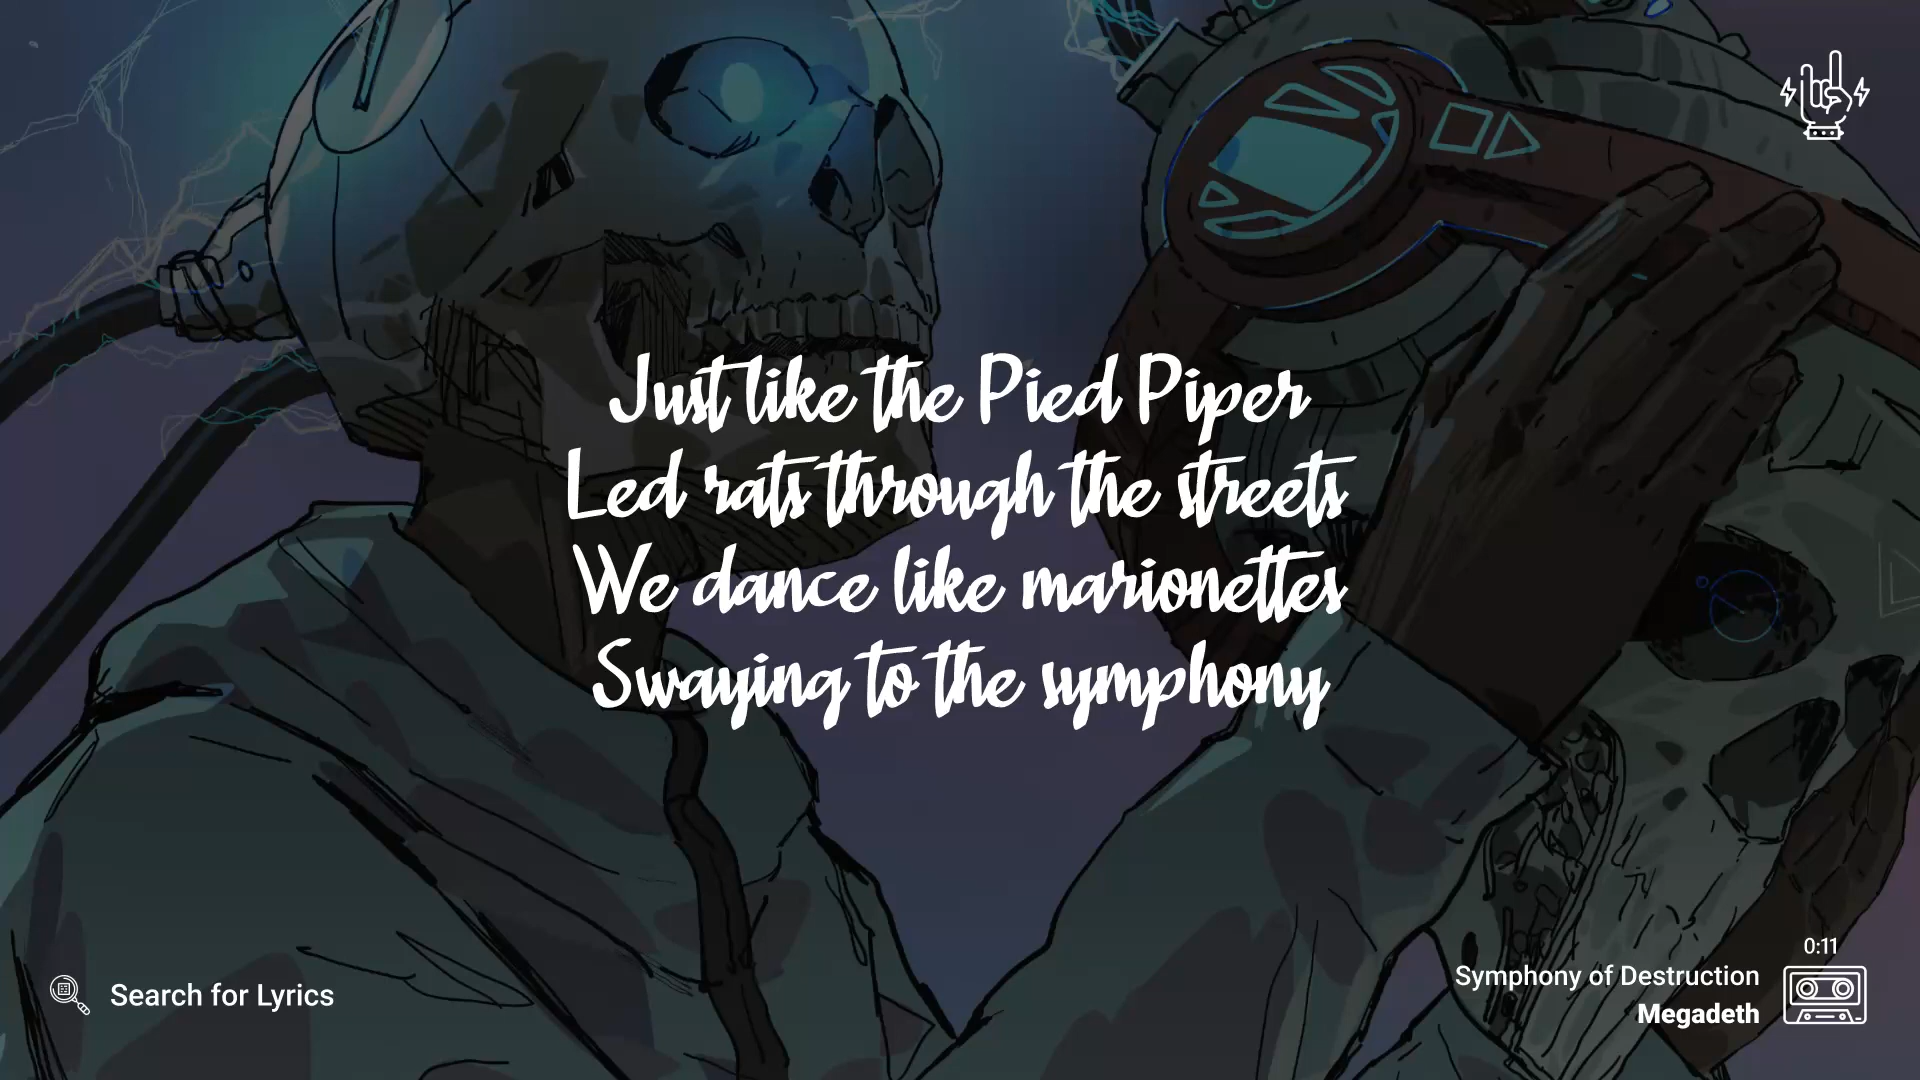 Just like the Pied Piper
Led rats through the streets
We dance like marionettes
Swaying to the symphony
Search for Lyrics
0:11
Symphony of Destruction
Megadeth